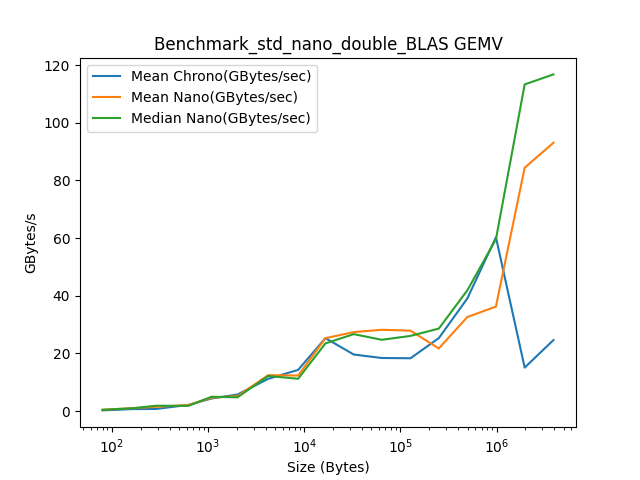 Benchmark_std_nano_double_BLAS GEMV
Mean Chrono(GBytes/sec)
Mean Nano(GBytes/sec)
Median Nano(GBytes/sec)
GBytes/s
120
100
80
60
40
20
0
10² 10³ 10⁴ 10⁵ 10⁶
Size (Bytes)